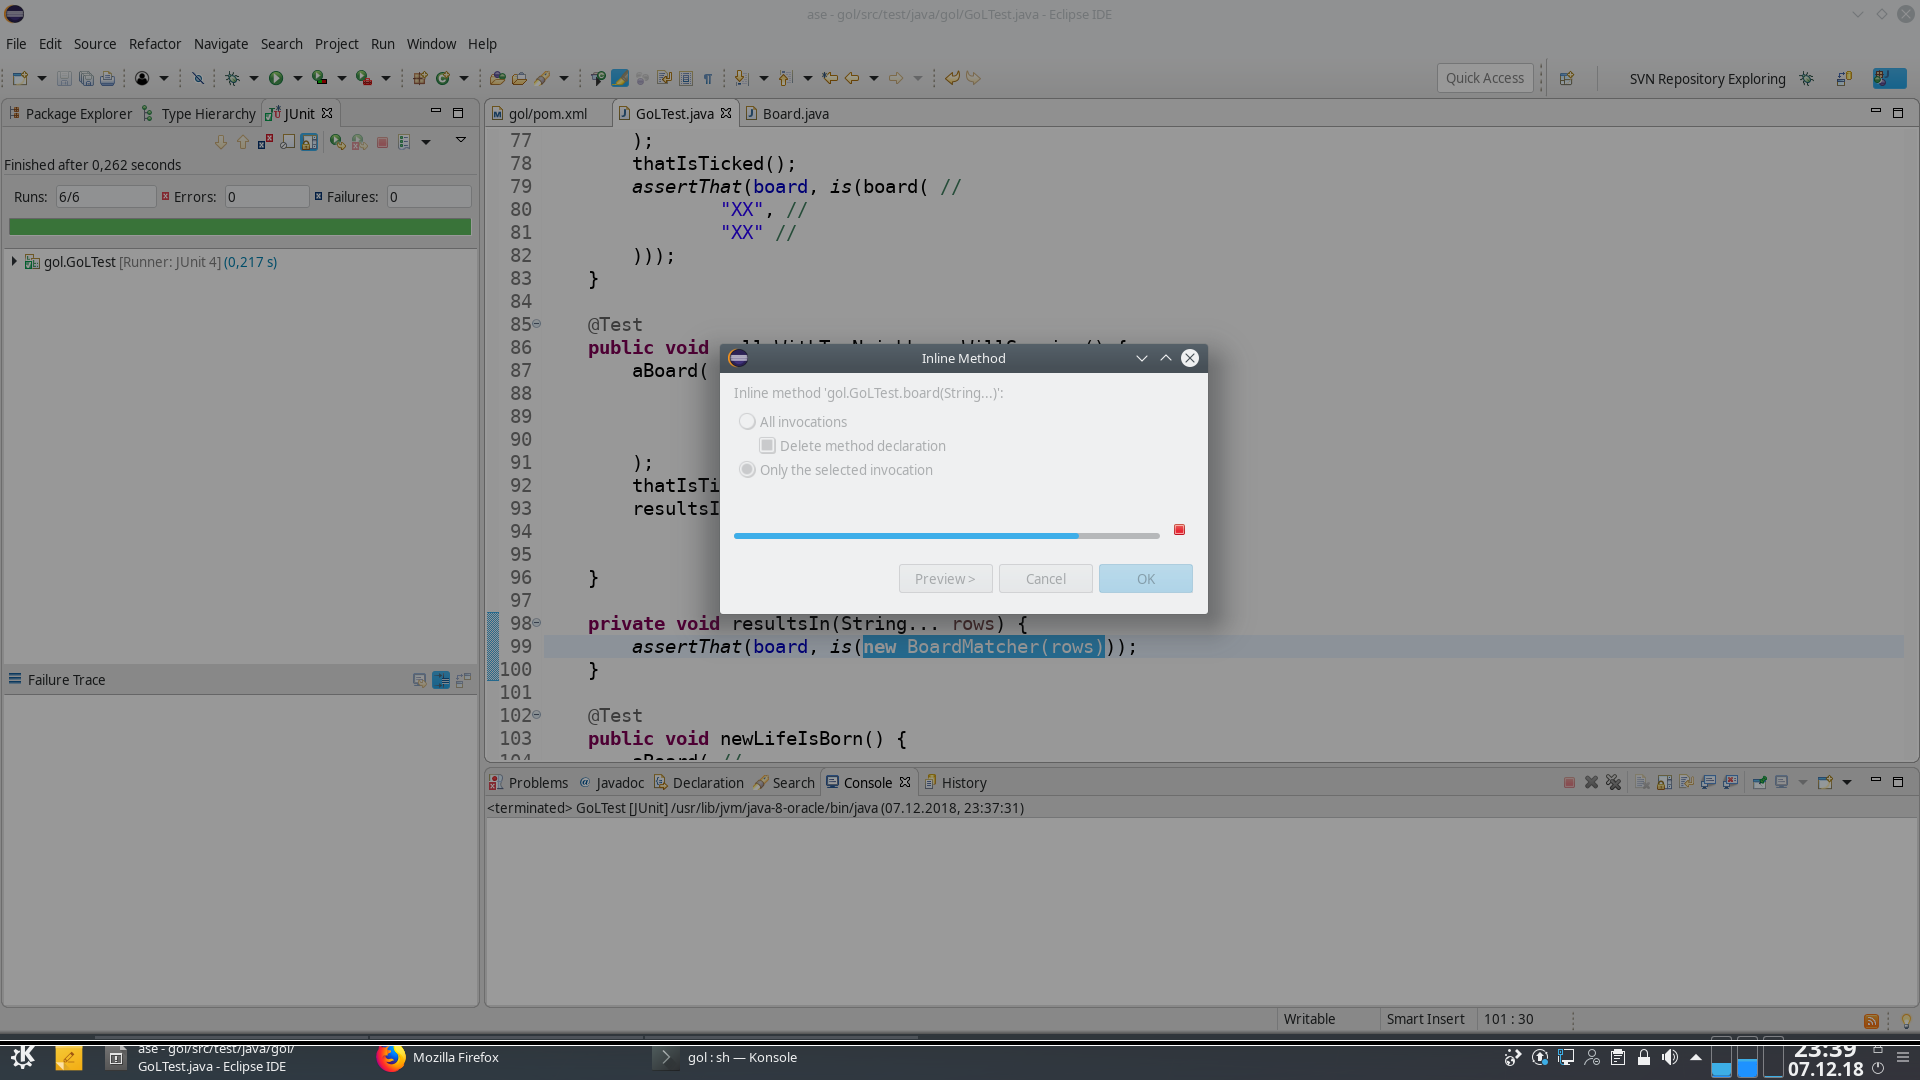 ase - gol/src/test/java/gol/GoLTest.java - Eclipse IDE
File Edit Source Refactor Navigate Search Project Run Window Help
Quick Access
SVN Repository Exploring
Package Explorer Type Hierarchy JUnit
gol/pom.xml GoLTest.java Board.java
Finished after 0,262 seconds
Runs: 6/6 Errors: 0 Failures: 0
gol.GoLTest [Runner: JUnit 4] (0,217 s)
Failure Trace
77 );
78 thatIsTicked();
79 assertThat(board, is(board( //
80 "XX", //
81 "XX" //
82 )));
83 }
84
85 @Test
86 public void
87 aBoard(
88
89
90
91 );
92 thatIsTi
93 resultsI
94
95
96 }
97
98 private void resultsIn(String... rows) {
99 assertThat(board, is(new BoardMatcher(rows)));
100 }
101
102 @Test
103 public void newLifeIsBorn() {
104 aBoard( //
Inline Method
Inline method 'gol.GoLTest.board(String...)':
All invocations
Delete method declaration
Only the selected invocation
Preview > Cancel OK
Problems Javadoc Declaration Search Console History
<terminated> GoLTest [JUnit] /usr/lib/jvm/java-8-oracle/bin/java (07.12.2018, 23:37:31)
Writable Smart Insert 101 : 30
ase - gol/src/test/java/gol/
GoLTest.java - Eclipse IDE
Mozilla Firefox
gol : sh — Konsole
23:39
07.12.18